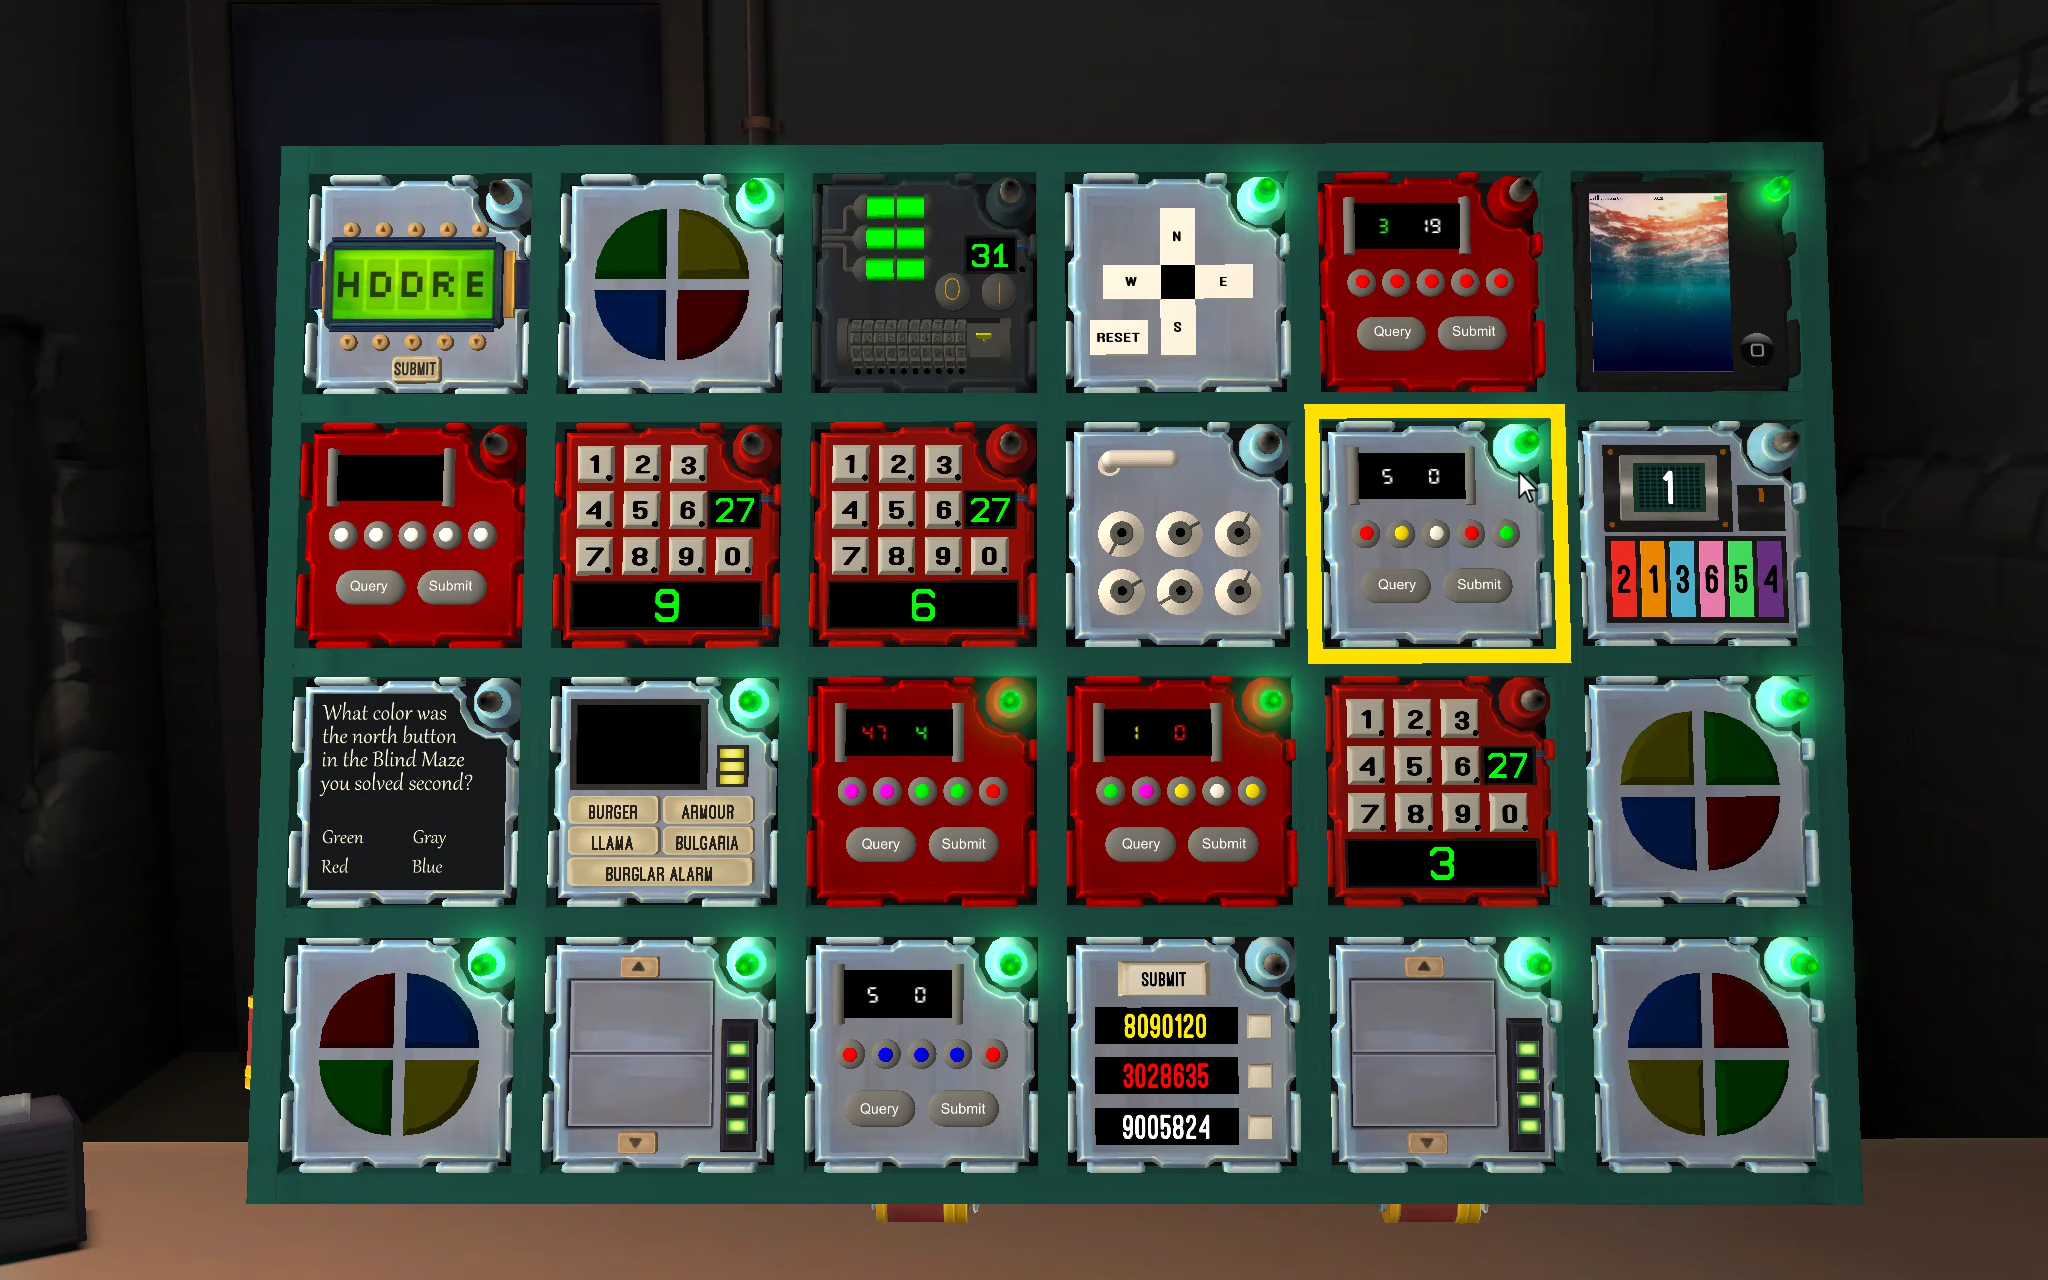 HDDRE
SUBMIT
31
0 |
N
W E
S
RESET
3 19
Query Submit
Query Submit
1 2 3
4 5 6 27
7 8 9 0
9
1 2 3
4 5 6 27
7 8 9 0
6
5 0
Query Submit
1
2 1 3 6 5 4
What color was
the north button
in the Blind Maze
you solved second?
Green Gray
Red Blue
BURGER ARMOUR
LLAMA BULGARIA
BURGLAR ALARM
47 4
Query Submit
1 0
Query Submit
1 2 3
4 5 6 27
7 8 9 0
3
5 0
Query Submit
SUBMIT
8090120
3028635
9005824